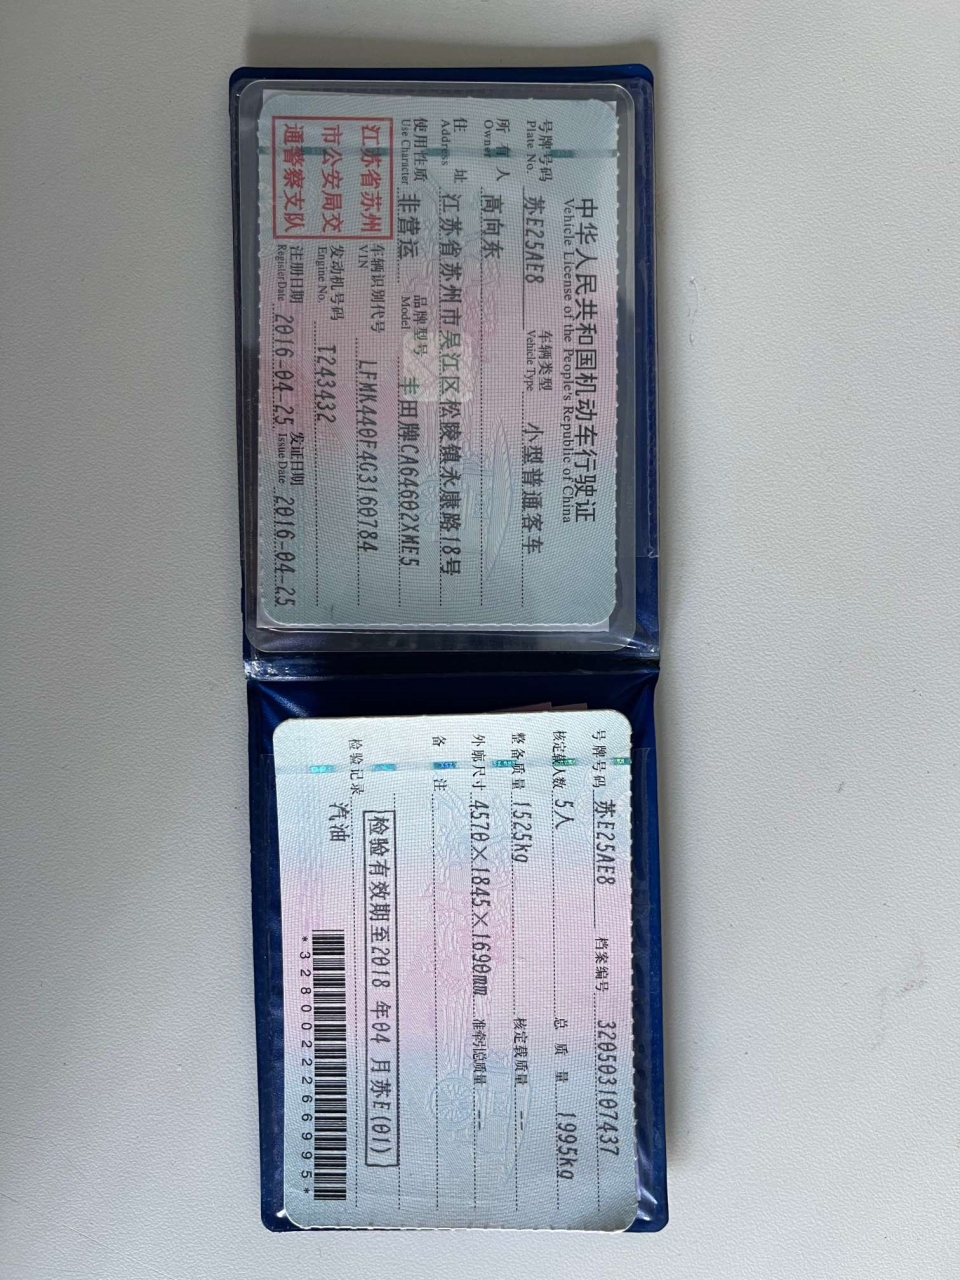 中华人民共和国机动车行驶证
Vehicle License of the People's Republic of China
号牌号码 苏E25AE8 车辆类型 小型普通客车
Plate No. Vehicle Type
所有人 高向东
Owner
住址 江苏省苏州市吴江区松陵镇永康路18号
Address
使用性质 非营运 品牌型号 丰田牌CA64602XME5
Use Character Model
江苏省苏州
市公安局交
通警察支队
车辆识别代号 LFMK440F4G3160784
VIN
发动机号码 T243432
Engine No.
注册日期 2016-04-25 发证日期 2016-04-25
Register Date Issue Date
号牌号码 苏E25AE8 档案编号 320503107437
核定载人数 5人 总质量 1995kg
整备质量 1525kg 核定载质量 --
外廓尺寸 4570×1845×1690mm 准牵引总质量 --
备注
检验有效期至2018年04月苏E(01)
检验记录
汽油
*3280022266995*